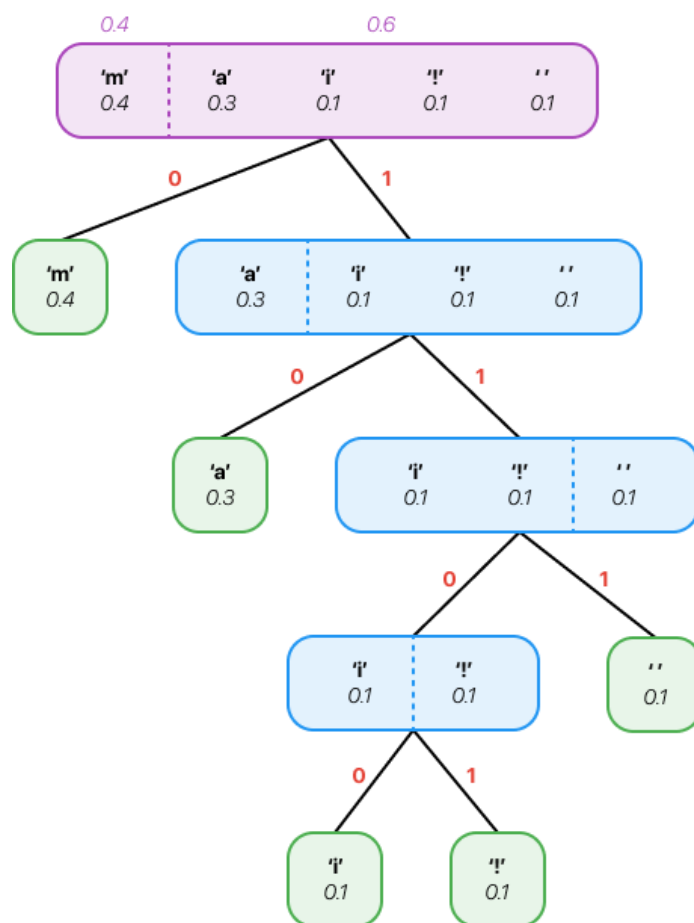 0.4 0.6
‘m’ ‘a’ ‘i’ ‘!’ ‘ ’
0.4 0.3 0.1 0.1 0.1
0 1
‘m’ ‘a’ ‘i’ ‘!’ ‘ ’
0.4 0.3 0.1 0.1 0.1
0 1
‘a’ ‘i’ ‘!’ ‘ ’
0.3 0.1 0.1 0.1
0 1
‘i’ ‘!’ ‘ ’
0.1 0.1 0.1
0 1
‘i’ ‘!’
0.1 0.1